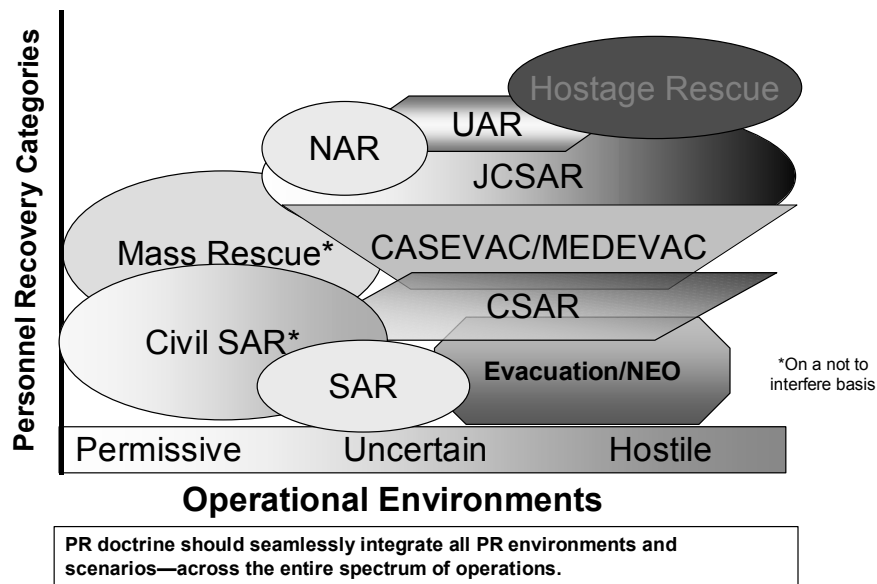 Personnel Recovery Categories
Hostage Rescue
UAR
NAR
JCSAR
Mass Rescue*
CASEVAC/MEDEVAC
CSAR
Civil SAR*
SAR
Evacuation/NEO
*On a not to
interfere basis
Permissive
Uncertain
Hostile
Operational Environments
PR doctrine should seamlessly integrate all PR environments and
scenarios—across the entire spectrum of operations.